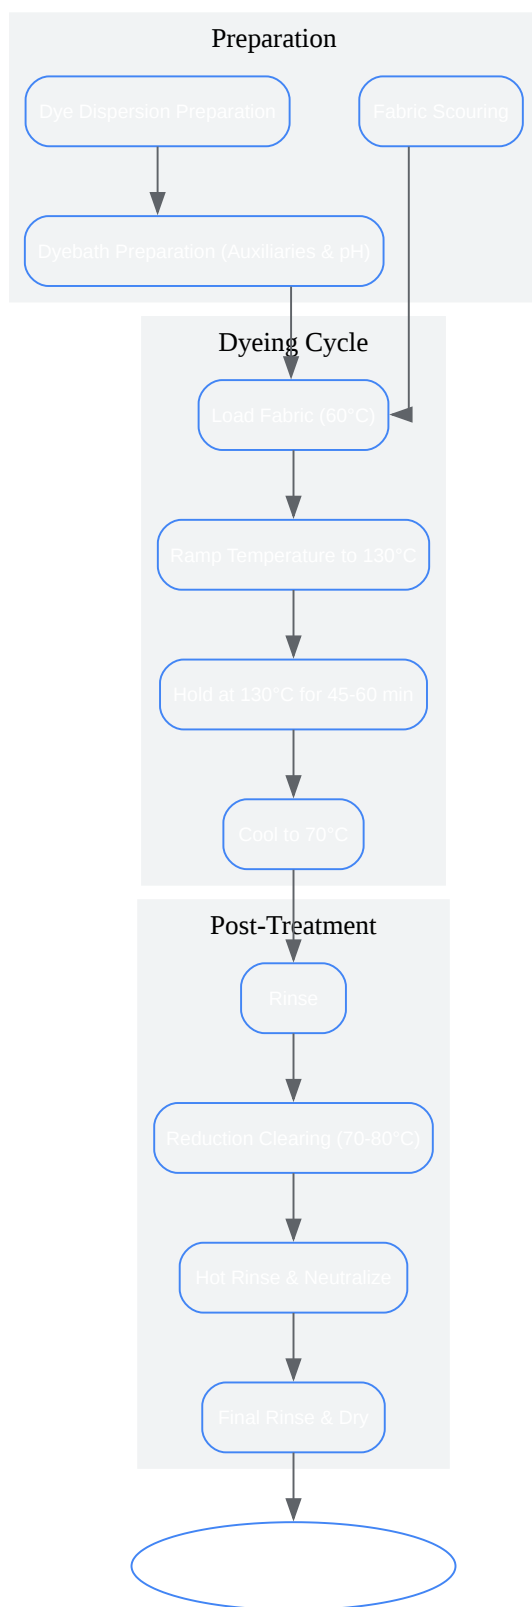 Preparation
Dye Dispersion Preparation
Fabric Scouring
Dyebath Preparation (Auxiliaries & pH)
Dyeing Cycle
Load Fabric (60°C)
Ramp Temperature to 130°C
Hold at 130°C for 45-60 min
Cool to 70°C
Post-Treatment
Rinse
Reduction Clearing (70-80°C)
Hot Rinse & Neutralize
Final Rinse & Dry